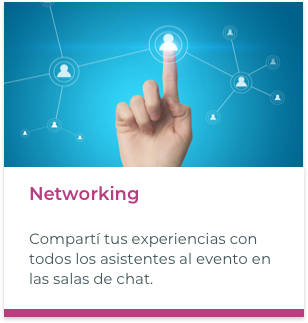 Networking
Compartí tus experiencias con
todos los asistentes al evento en
las salas de chat.